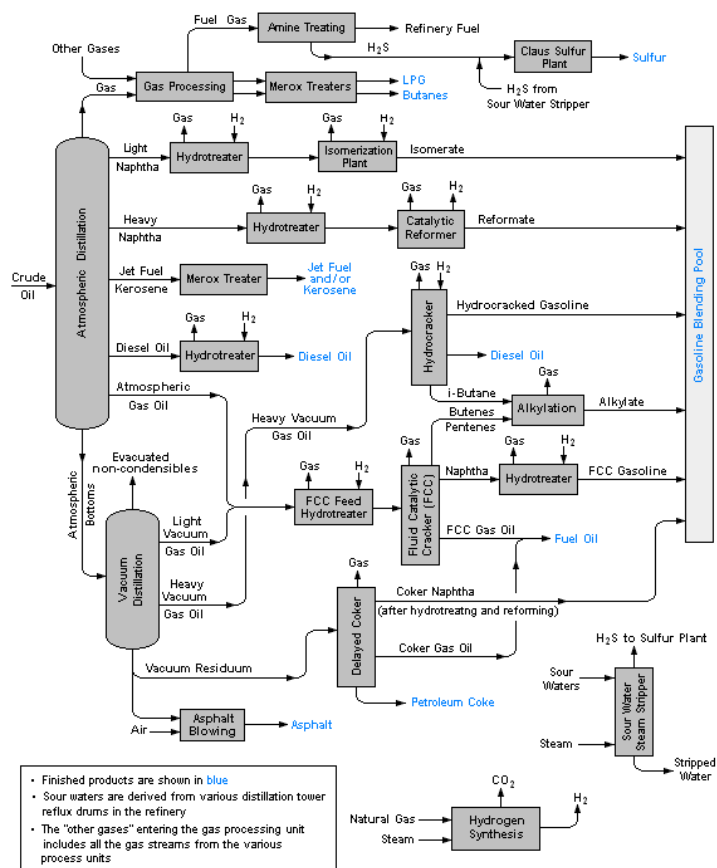 Fuel Gas
Amine Treating
Refinery Fuel
Other Gases
H₂S
Claus Sulfur
Plant
Sulfur
Gas
Gas Processing
Merox Treaters
LPG
Butanes
H₂S from
Sour Water Stripper
Gas
H₂
Gas
H₂
Light
Naphtha
Hydrotreater
Isomerization
Plant
Isomerate
Gas
H₂
Gas
H₂
Heavy
Naphtha
Hydrotreater
Catalytic
Reformer
Reformate
Crude
Oil
Atmospheric Distillation
Jet Fuel
Kerosene
Merox Treater
Jet Fuel
and/or
Kerosene
Gas
H₂
Hydrocracker
Hydrocracked Gasoline
Gasoline Blending Pool
Gas
H₂
Diesel Oil
Hydrotreater
Diesel Oil
Diesel Oil
Atmospheric
Gas Oil
i-Butane
Gas
Butenes
Pentenes
Alkylation
Alkylate
Heavy Vacuum
Gas Oil
Atmospheric
Bottoms
Evacuated
non-condensibles
Gas
H₂
FCC Feed
Hydrotreater
Gas
Fluid Catalytic
Cracker (FCC)
Naphtha
Gas
H₂
Hydrotreater
FCC Gasoline
Light
Vacuum
Gas Oil
FCC Gas Oil
Fuel Oil
Vacuum
Distillation
Heavy
Vacuum
Gas Oil
Gas
Delayed Coker
Coker Naphtha
(after hydrotreatng and reforming)
Coker Gas Oil
Vacuum Residuum
Petroleum Coke
Air
Asphalt
Blowing
Asphalt
H₂S to Sulfur Plant
Sour
Waters
Sour Water
Steam Stripper
Steam
Stripped
Water
• Finished products are shown in blue
• Sour waters are derived from various distillation tower
reflux drums in the refinery
• The "other gases" entering the gas processing unit
includes all the gas streams from the various
process units
CO₂
H₂
Natural Gas
Steam
Hydrogen
Synthesis